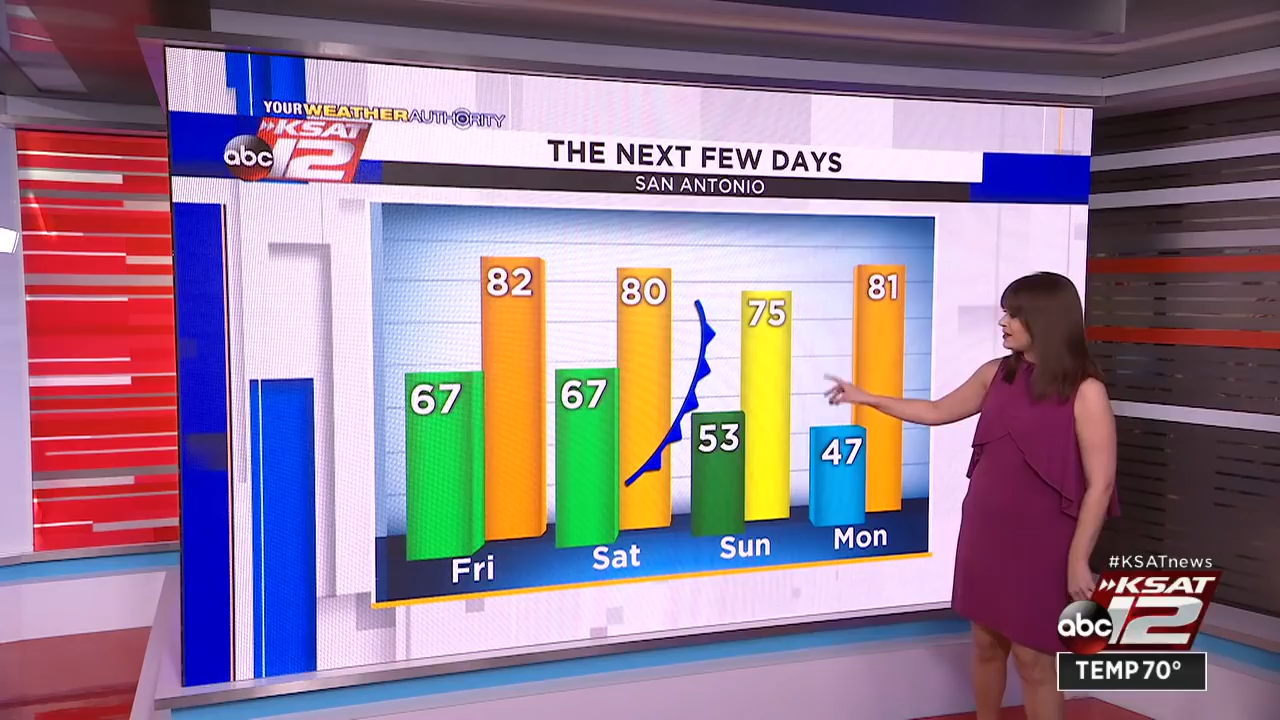 YOUR WEATHER AUTHORITY
»KSAT
abc 12
THE NEXT FEW DAYS
SAN ANTONIO
82
80
81
75
67
67
53
47
Fri
Sat
Sun
Mon
#KSATnews
»KSAT
abc 12
TEMP 70°